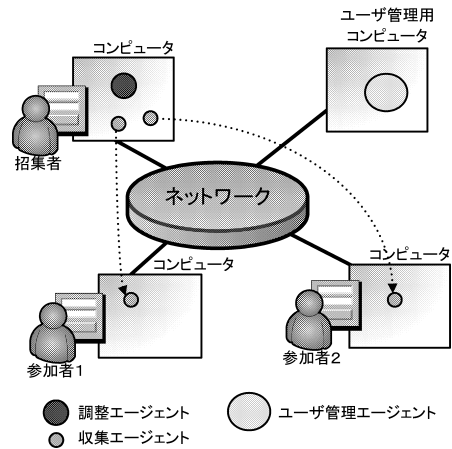 ユーザ管理用
コンピュータ
コンピュータ
招集者
ネットワーク
コンピュータ
コンピュータ
参加者1
参加者2
調整エージェント
ユーザ管理エージェント
収集エージェント